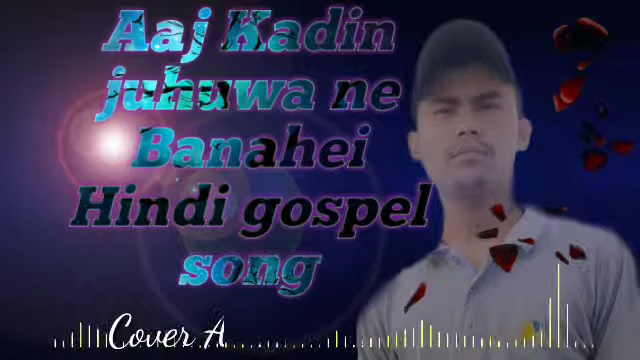 Aaj Kadin
juhuwa ne
Banahei
Hindi gospel
song
Cover A